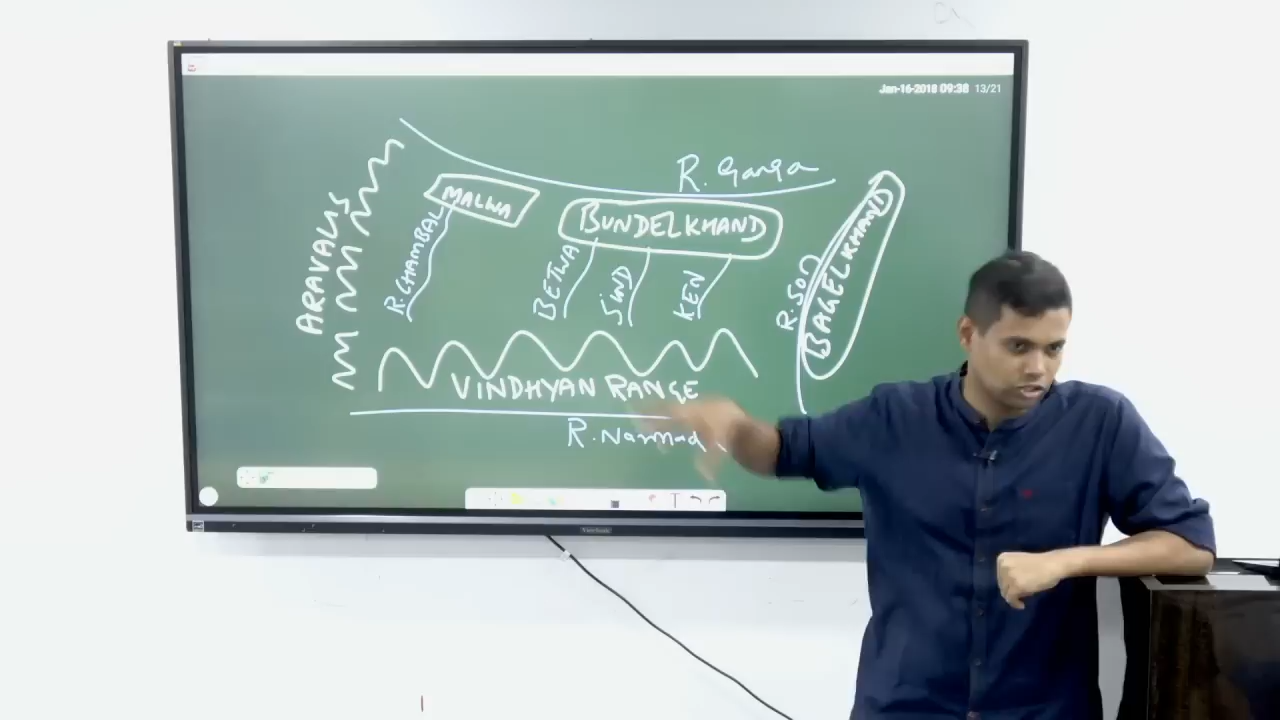 Jan-16-2018 09:38 13/21
R. Ganga
MALWA
BUNDELKHAND
ARAVALIS
R. CHAMBAL
BETWA
SIND
KEN
R. SON
BAGELKHAND
VINDHYAN RANGE
R. Narmad
ViewSonic